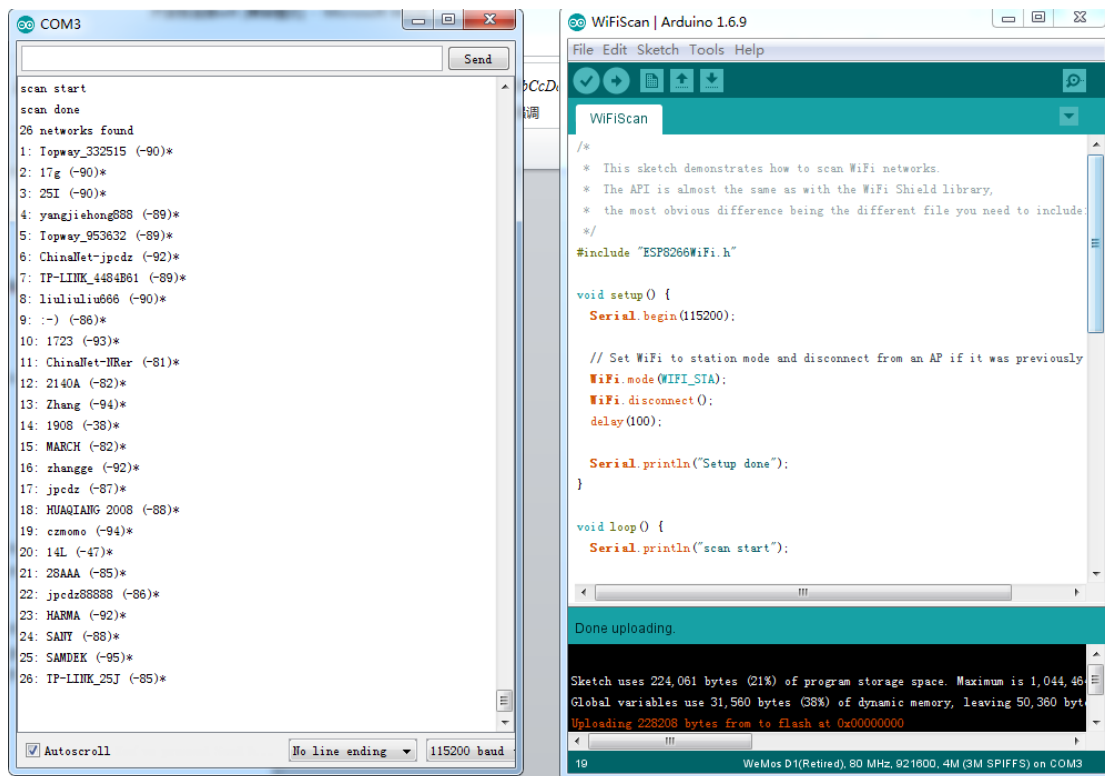 COM3
Send
scan start
scan done
26 networks found
1: Topway_332515 (-90)*
2: 17g (-90)*
3: 25I (-90)*
4: yangjiehong888 (-89)*
5: Topway_953632 (-89)*
6: ChinaNet-jpcdz (-92)*
7: TP-LINK_4484B61 (-89)*
8: liuliuliu666 (-90)*
9: :-) (-86)*
10: 1723 (-93)*
11: ChinaNet-NRer (-81)*
12: 2140A (-82)*
13: Zhang (-94)*
14: 1908 (-38)*
15: MARCH (-82)*
16: zhangge (-92)*
17: jpcdz (-87)*
18: HUAQIANG 2008 (-88)*
19: czmomo (-94)*
20: 14L (-47)*
21: 28AAA (-85)*
22: jpcdz88888 (-86)*
23: HARMA (-92)*
24: SANY (-88)*
25: SAMDEK (-95)*
26: TP-LINK_25J (-85)*
Autoscroll
No line ending
115200 baud
WiFiScan | Arduino 1.6.9
File Edit Sketch Tools Help
WiFiScan
/*
*  This sketch demonstrates how to scan WiFi networks.
*  The API is almost the same as with the WiFi Shield library,
*  the most obvious difference being the different file you need to include:
*/
#include "ESP8266WiFi.h"
void setup() {
Serial.begin(115200);
// Set WiFi to station mode and disconnect from an AP if it was previously
WiFi.mode(WIFI_STA);
WiFi.disconnect();
delay(100);
Serial.println("Setup done");
}
void loop() {
Serial.println("scan start");
Done uploading.
Sketch uses 224,061 bytes (21%) of program storage space. Maximum is 1,044,46
Global variables use 31,560 bytes (38%) of dynamic memory, leaving 50,360 byt
Uploading 228208 bytes from to flash at 0x00000000
19
WeMos D1(Retired), 80 MHz, 921600, 4M (3M SPIFFS) on COM3